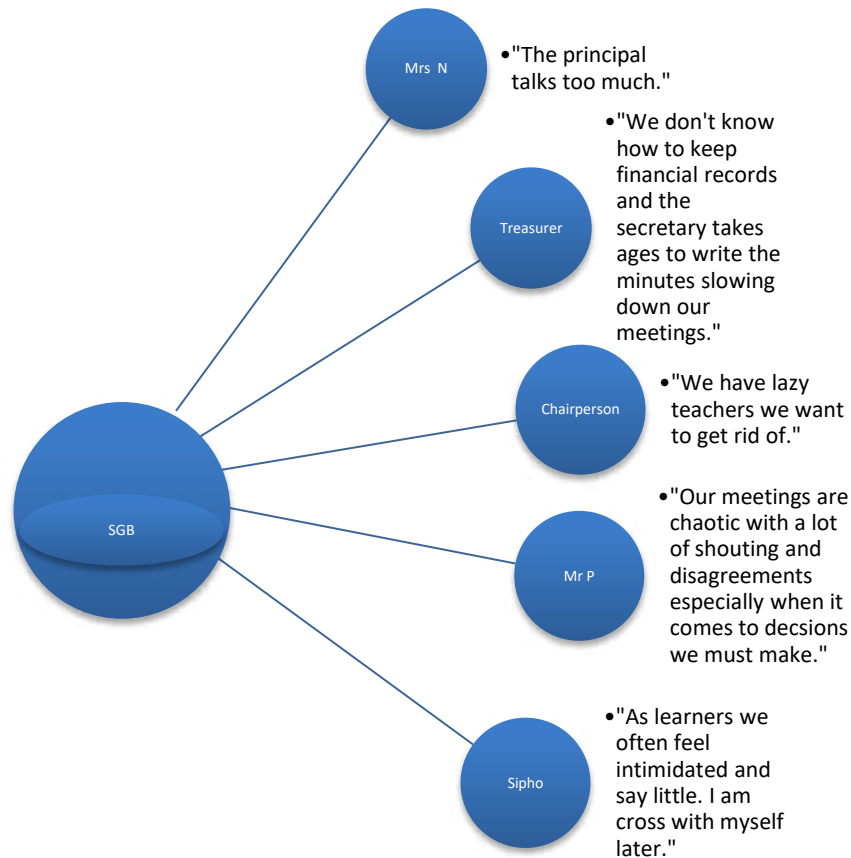 Mrs N
•"The principal
talks too much."
Treasurer
•"We don't know
how to keep
financial records
and the
secretary takes
ages to write the
minutes slowing
down our
meetings."
Chairperson
•"We have lazy
teachers we want
to get rid of."
SGB
Mr P
•"Our meetings are
chaotic with a lot
of shouting and
disagreements
especially when it
comes to decsions
we must make."
Sipho
•"As learners we
often feel
intimidated and
say little. I am
cross with myself
later."